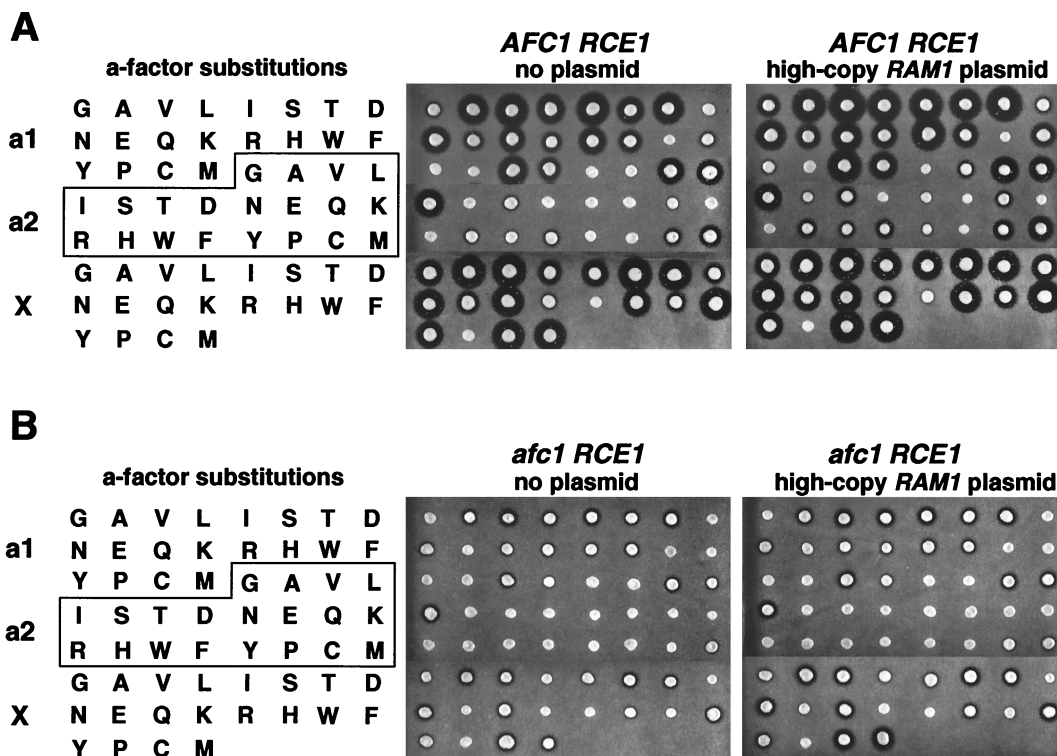 A
AFC1 RCE1
no plasmid
AFC1 RCE1
high-copy RAM1 plasmid
a-factor substitutions
G A V L I S T D
a1
N E Q K R H W F
Y P C M G A V L
a2
I S T D N E Q K
R H W F Y P C M
G A V L I S T D
X
N E Q K R H W F
Y P C M
B
afc1 RCE1
no plasmid
afc1 RCE1
high-copy RAM1 plasmid
a-factor substitutions
G A V L I S T D
a1
N E Q K R H W F
Y P C M G A V L
a2
I S T D N E Q K
R H W F Y P C M
G A V L I S T D
X
N E Q K R H W F
Y P C M